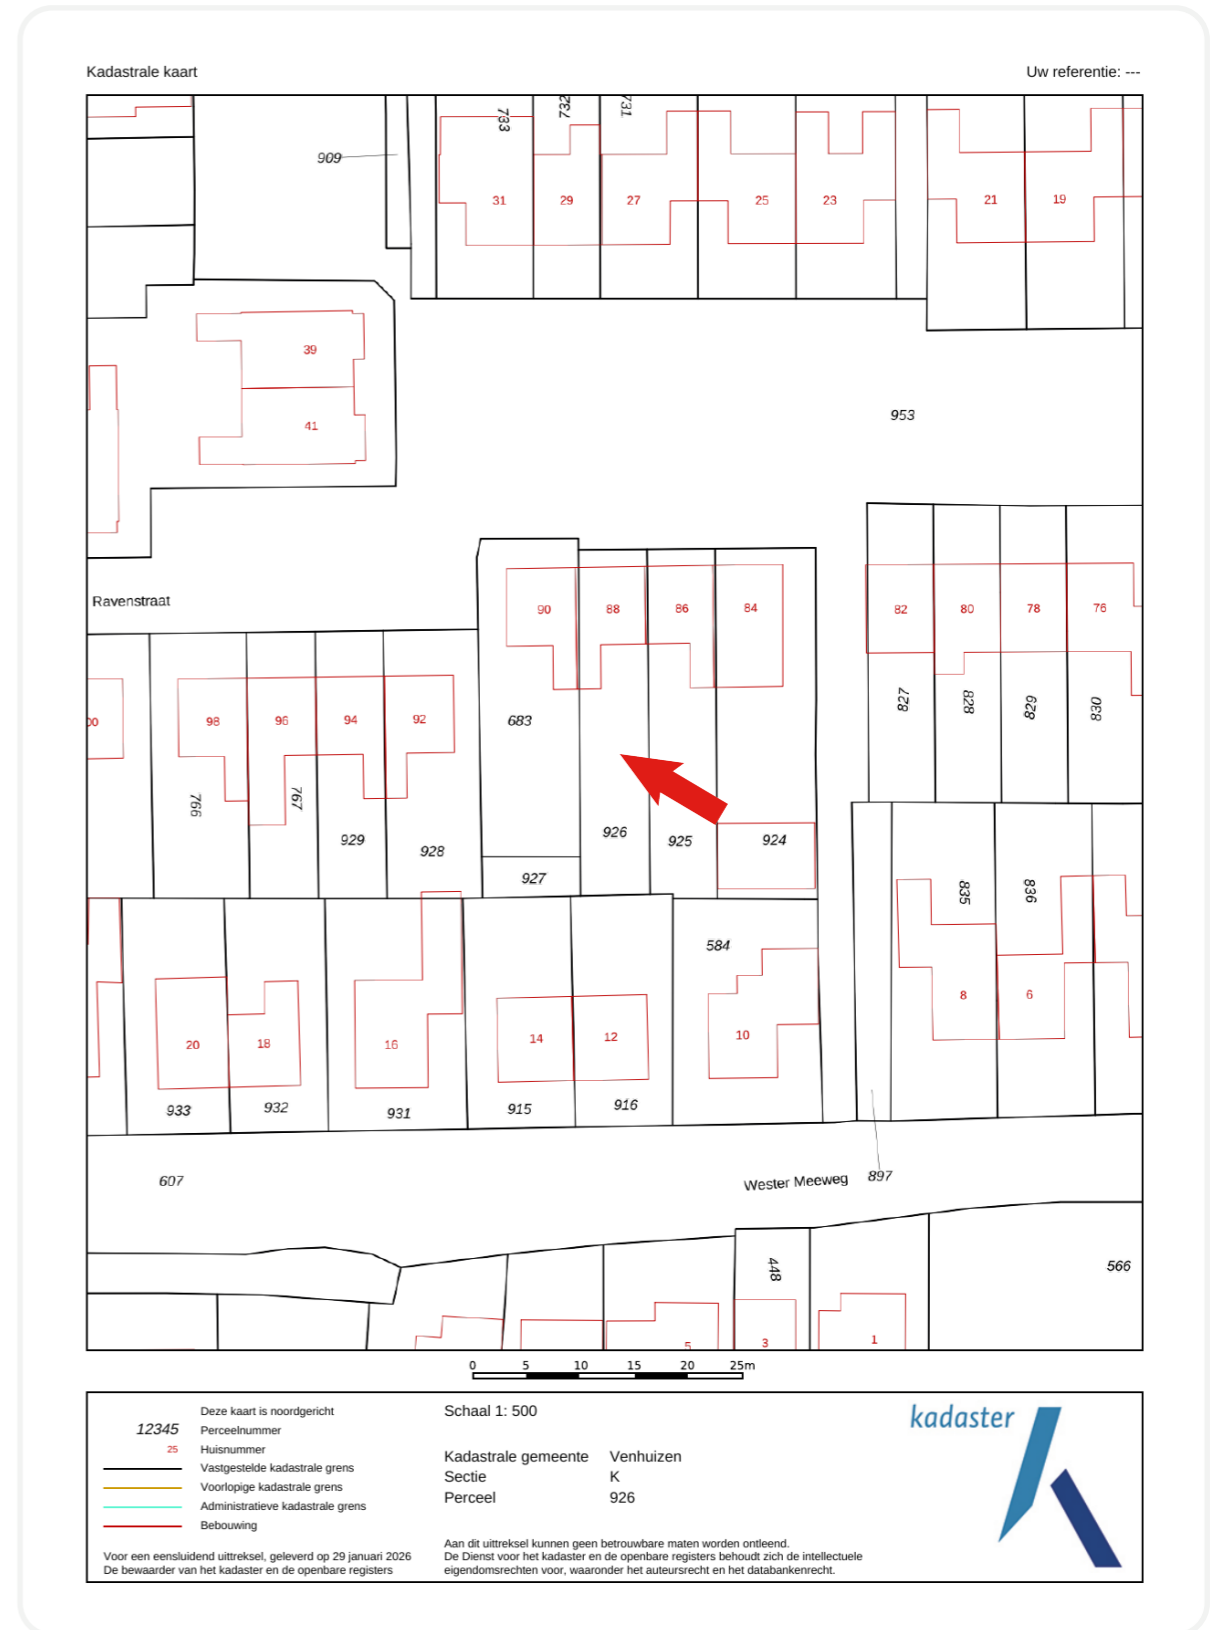 Kadastrale kaart
Uw referentie: ---
733
732
731
909
31
29
27
25
23
21
19
39
41
953
Ravenstraat
90
88
86
84
82
80
78
76
827
828
829
830
98
96
94
92
683
766
767
929
928
926
925
924
927
835
836
584
20
18
16
14
12
10
8
6
933
932
931
915
916
607
Wester Meeweg
897
448
566
5
3
1
0 5 10 15 20 25m
Deze kaart is noordgericht
12345 Perceelnummer
25 Huisnummer
Vastgestelde kadastrale grens
Voorlopige kadastrale grens
Administratieve kadastrale grens
Bebouwing
Voor een eensluidend uittreksel, geleverd op 29 januari 2026
De bewaarder van het kadaster en de openbare registers
Schaal 1: 500
Kadastrale gemeente Venhuizen
Sectie K
Perceel 926
Aan dit uittreksel kunnen geen betrouwbare maten worden ontleend.
De Dienst voor het kadaster en de openbare registers behoudt zich de intellectuele
eigendomsrechten voor, waaronder het auteursrecht en het databankenrecht.
kadaster